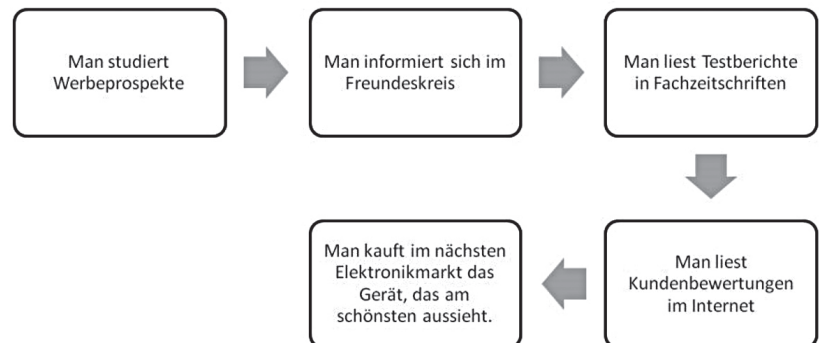 Man studiert
Werbeprospekte
Man informiert sich im
Freundeskreis
Man liest Testberichte
in Fachzeitschriften
Man liest
Kundenbewertungen
im Internet
Man kauft im nächsten
Elektronikmarkt das
Gerät, das am
schönsten aussieht.